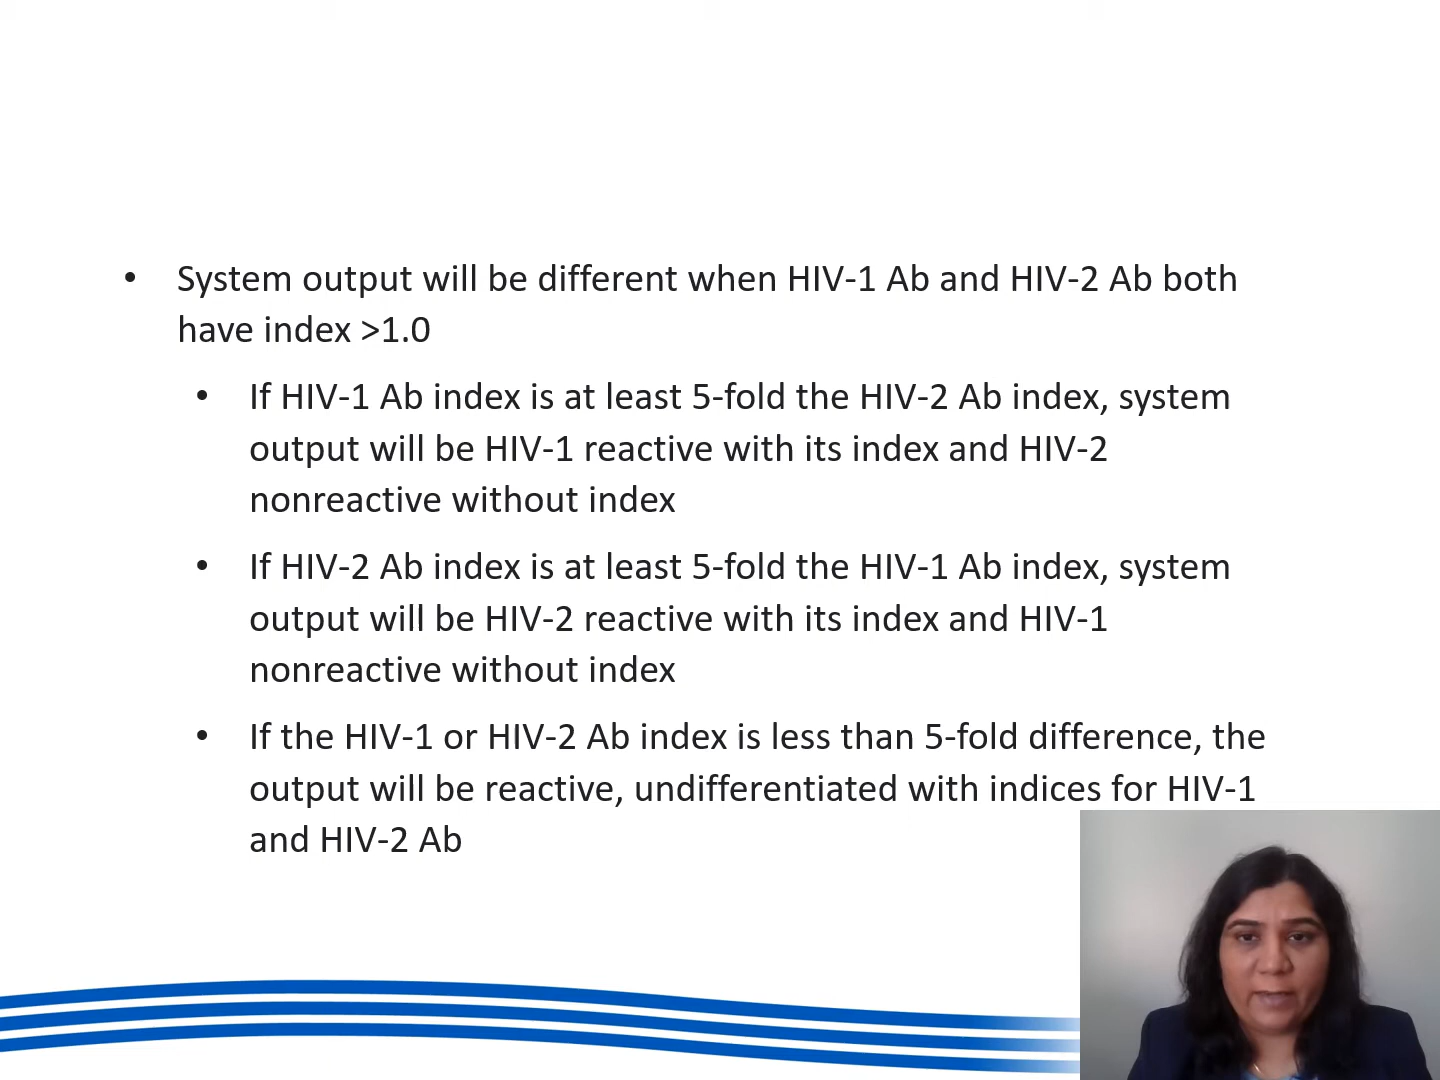 • System output will be different when HIV-1 Ab and HIV-2 Ab both
have index >1.0
• If HIV-1 Ab index is at least 5-fold the HIV-2 Ab index, system
output will be HIV-1 reactive with its index and HIV-2
nonreactive without index
• If HIV-2 Ab index is at least 5-fold the HIV-1 Ab index, system
output will be HIV-2 reactive with its index and HIV-1
nonreactive without index
• If the HIV-1 or HIV-2 Ab index is less than 5-fold difference, the
output will be reactive, undifferentiated with indices for HIV-1
and HIV-2 Ab